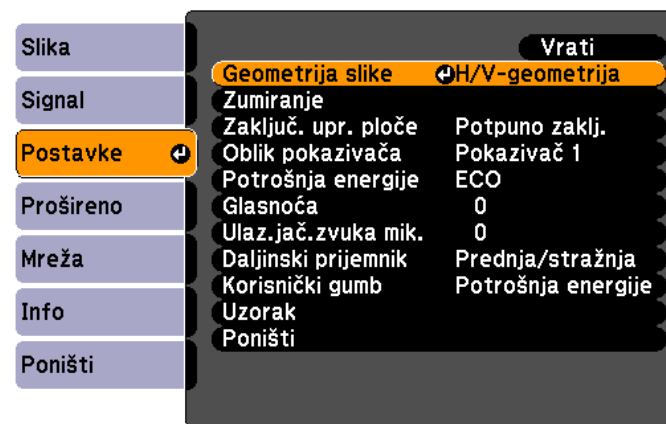 Slika
Signal
Postavke
Prošireno
Mreža
Info
Poništi
Vrati
Geometrija slike H/V-geometrija
Zumiranje
Zaključ. upr. ploče Potpuno zaklj.
Oblik pokazivača Pokazivač 1
Potrošnja energije ECO
Glasnoća 0
Ulaz.jač.zvuka mik. 0
Daljinski prijemnik Prednja/stražnja
Korisnički gumb Potrošnja energije
Uzorak
Poništi